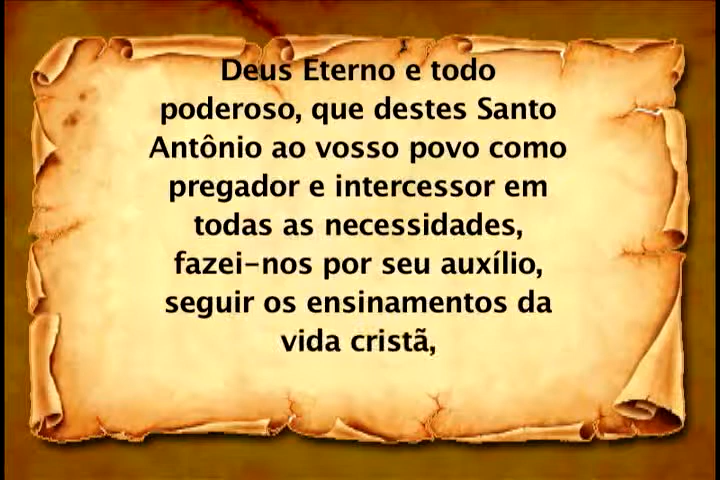 Deus Eterno e todo
poderoso, que destes Santo
Antônio ao vosso povo como
pregador e intercessor em
todas as necessidades,
fazei-nos por seu auxílio,
seguir os ensinamentos da
vida cristã,